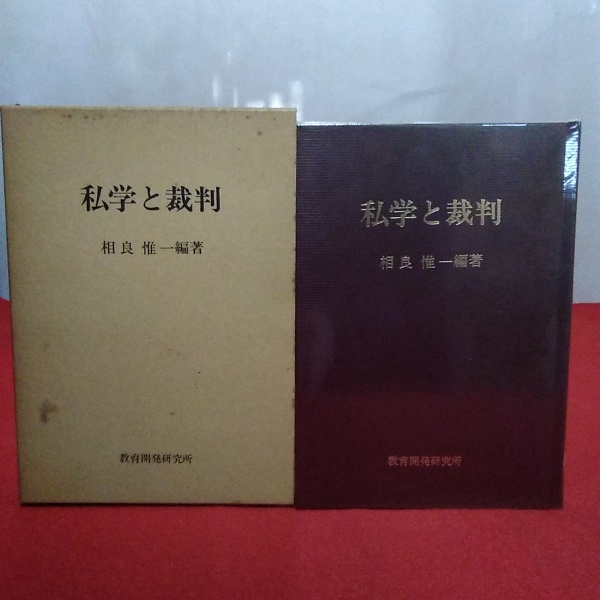 私学と裁判
相良惟一編著
教育開発研究所
私学と裁判
相良惟一編著
教育開発研究所